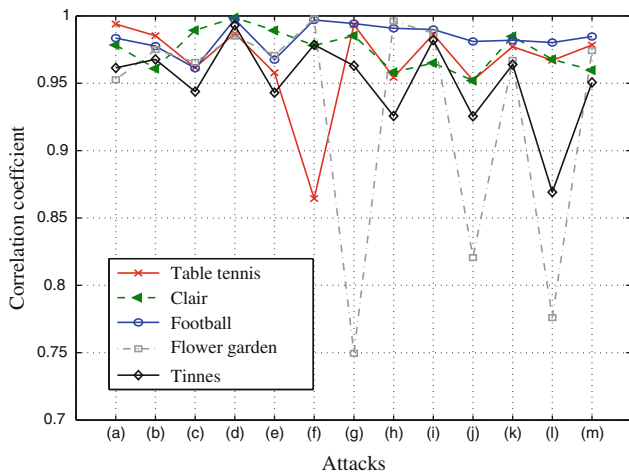 1
0.95
0.9
0.85
0.8
0.75
0.7
Correlation coeffcient
Table tennis
Clair
Football
Flower garden
Tinnes
(a) (b) (c) (d) (e) (f) (g) (h) (i) (j) (k) (l) (m)
Attacks